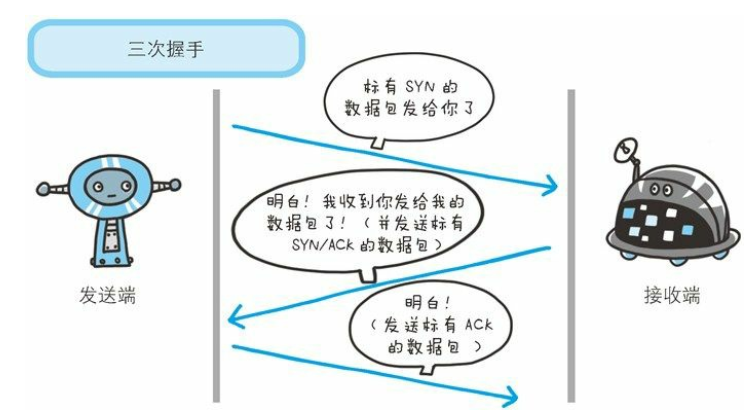 三次握手
标有 SYN 的
数据包发给你了
明白！我收到你发给我的
数据包了！（并发送标有
SYN/ACK 的数据包）
发送端
接收端
明白！
（发送标有 ACK
的数据包 ）